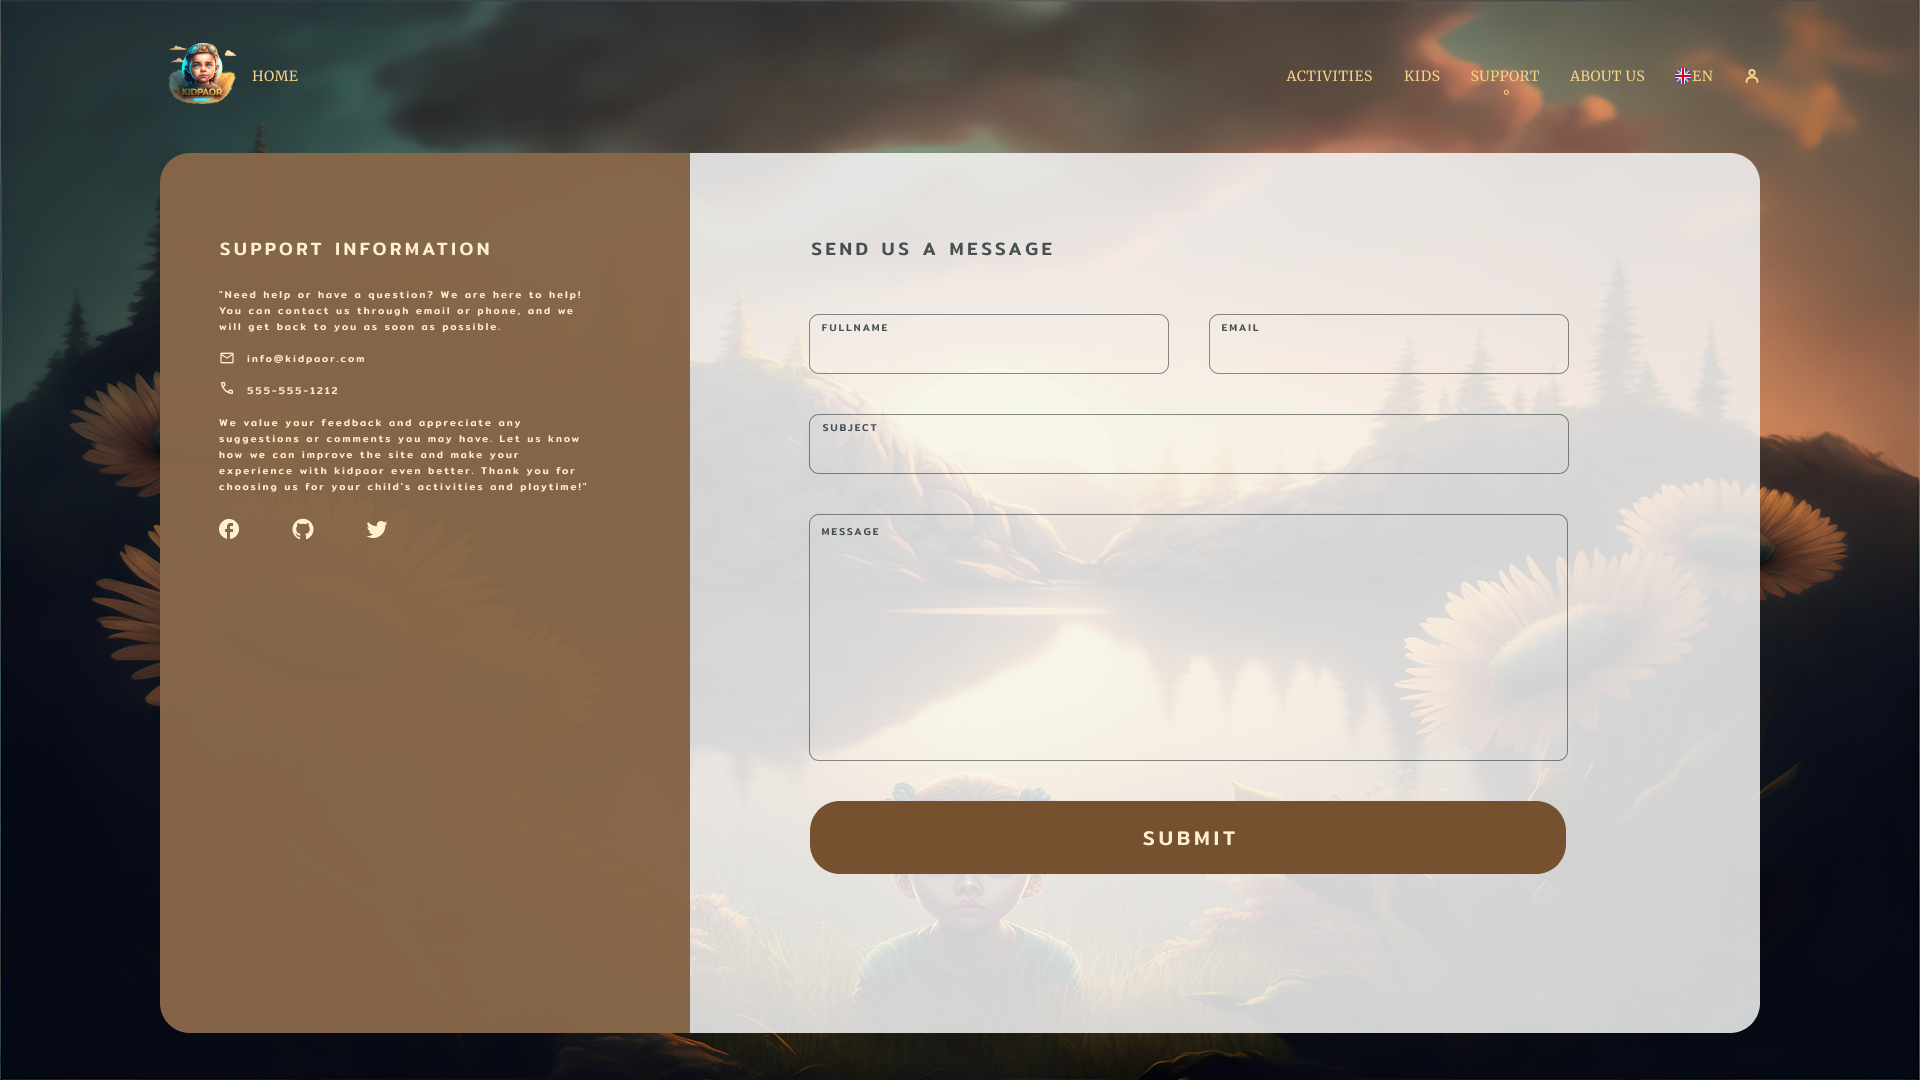 KIDPAOR
HOME
ACTIVITIES
KIDS
SUPPORT
ABOUT US
EN
SUPPORT INFORMATION
"Need help or have a question? We are here to help!
You can contact us through email or phone, and we
will get back to you as soon as possible.
info@kidpaor.com
555-555-1212
We value your feedback and appreciate any
suggestions or comments you may have. Let us know
how we can improve the site and make your
experience with kidpaor even better. Thank you for
choosing us for your child's activities and playtime!"
SEND US A MESSAGE
FULLNAME
EMAIL
SUBJECT
MESSAGE
SUBMIT